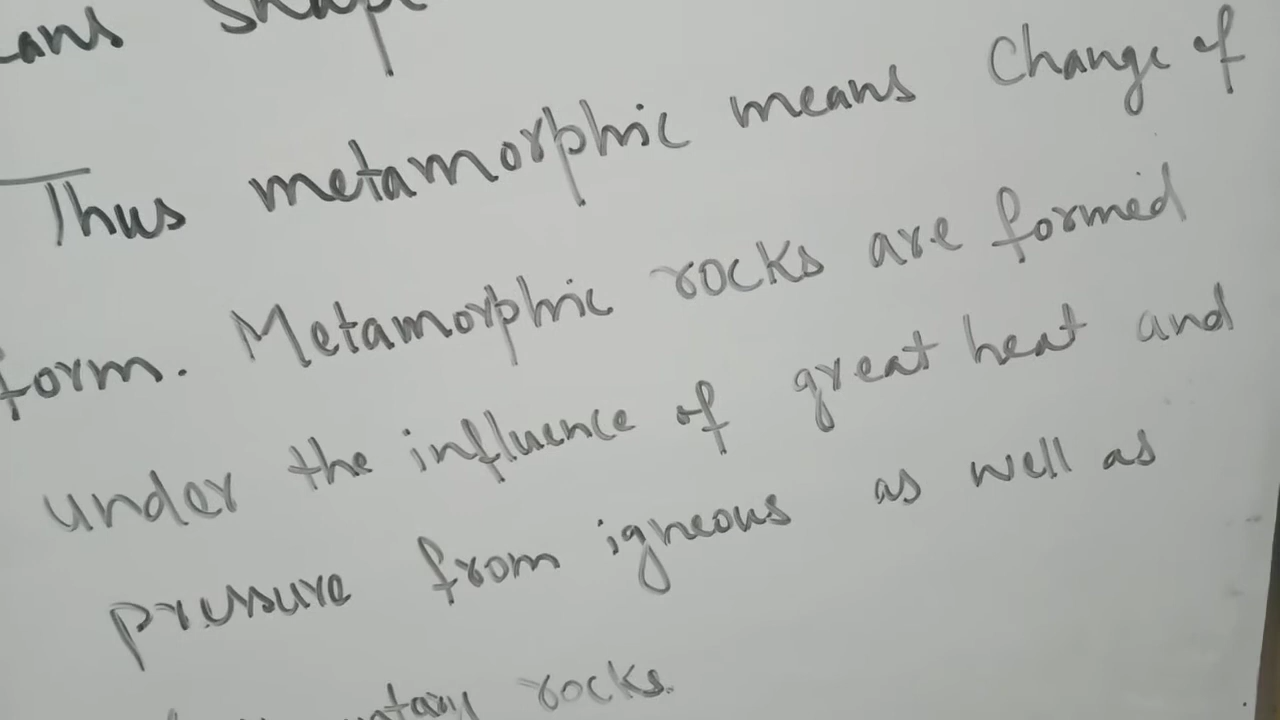 Thus metamorphic means Change of
form. Metamorphic rocks are formed
under the influence of great heat and
pressure from igneous as well as
rocks.